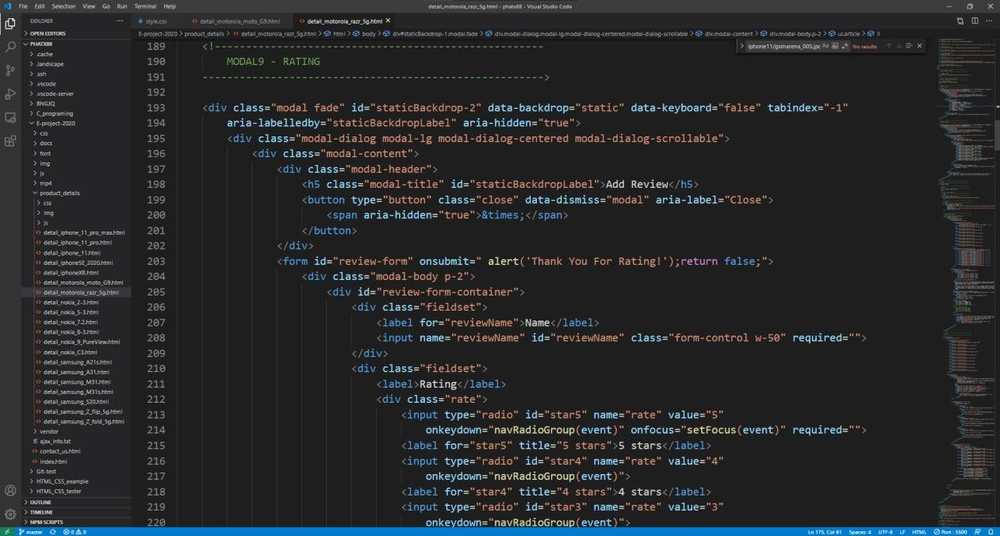 File Edit Selection View Go Run Terminal Help
detail_motorola_razr_5g.html - phatx88 - Visual Studio Code
EXPLORER
OPEN EDITORS
PHATX88
.cache
.landscape
.ssh
.vscode
.vscode-server
BNGJQ
C_programing
E-project-2020
css
docs
font
img
js
mp4
product_details
css
img
js
detail_iphone_11_pro_max.html
detail_iphone_11_pro.html
detail_iphone_11.html
detail_iphoneSE_2020.html
detail_iphoneXR.html
detail_motorola_moto_G9.html
detail_motorola_razr_5g.html
detail_nokia_2-3.html
detail_nokia_5-3.html
detail_nokia_7.2.html
detail_nokia_8-3.html
detail_nokia_9_PureView.html
detail_nokia_C3.html
detail_samsung_A21s.html
detail_samsung_A31.html
detail_samsung_M31.html
detail_samsung_M31s.html
detail_samsung_S20.html
detail_samsung_Z_flip_5g.html
detail_samsung_Z_fold_5g.html
vendor
ajax_info.txt
contact_us.html
index.html
Git-test
HTML_CSS_example
HTML_CSS_tester
OUTLINE
TIMELINE
NPM SCRIPTS
# style.css
detail_motorola_moto_G9.html
detail_motorola_razr_5g.html
E-project-2020 > product_details > detail_motorola_razr_5g.html > html > body > div#staticBackdrop-1.modal.fade > div.modal-dialog.modal-lg.modal-dialog-centered.modal-dialog-scrollable > div.modal-content > div.modal-body.p-2 > ul.article > li
iphone11/gsmarena_005.jpg Aa No results
189 <!-------------------------------------------------------
190 MODAL9 - RATING
191 -------------------------------------------------------->
192
193 <div class="modal fade" id="staticBackdrop-2" data-backdrop="static" data-keyboard="false" tabindex="-1"
194 aria-labelledby="staticBackdropLabel" aria-hidden="true">
195 <div class="modal-dialog modal-lg modal-dialog-centered modal-dialog-scrollable">
196 <div class="modal-content">
197 <div class="modal-header">
198 <h5 class="modal-title" id="staticBackdropLabel">Add Review</h5>
199 <button type="button" class="close" data-dismiss="modal" aria-label="Close">
200 <span aria-hidden="true">&times;</span>
201 </button>
202 </div>
203 <form id="review-form" onsubmit=" alert('Thank You For Rating!');return false;">
204 <div class="modal-body p-2">
205 <div id="review-form-container">
206 <div class="fieldset">
207 <label for="reviewName">Name</label>
208 <input name="reviewName" id="reviewName" class="form-control w-50" required="">
209 </div>
210 <div class="fieldset">
211 <label>Rating</label>
212 <div class="rate">
213 <input type="radio" id="star5" name="rate" value="5"
214 onkeydown="navRadioGroup(event)" onfocus="setFocus(event)" required="">
215 <label for="star5" title="5 stars">5 stars</label>
216 <input type="radio" id="star4" name="rate" value="4"
217 onkeydown="navRadioGroup(event)">
218 <label for="star4" title="4 stars">4 stars</label>
219 <input type="radio" id="star3" name="rate" value="3"
220 onkeydown="navRadioGroup(event)">
master 0 0
Ln 175, Col 61 Spaces: 4 UTF-8 LF HTML Port : 5500